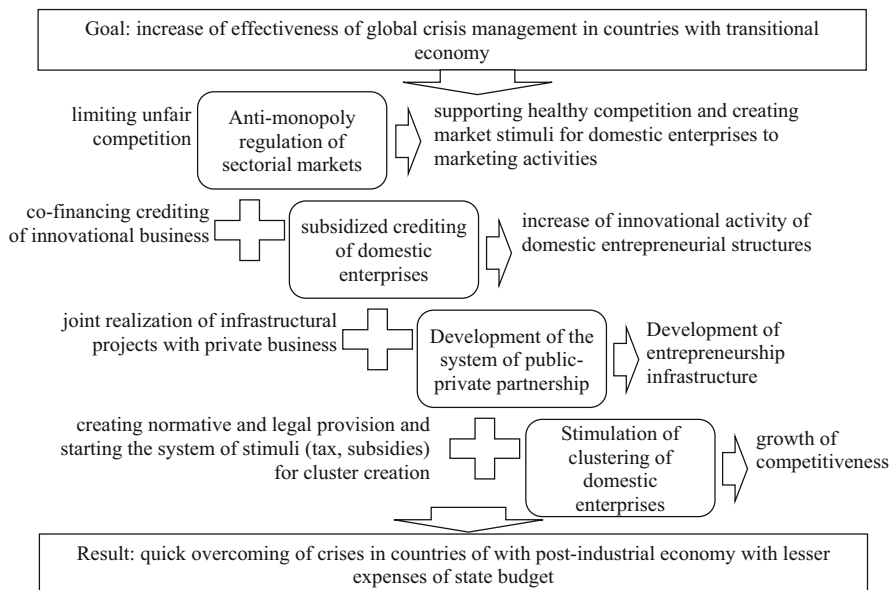 Goal: increase of effectiveness of global crisis management in countries with transitional
economy
limiting unfair
competition
Anti-monopoly
regulation of
sectorial markets
supporting healthy competition and creating
market stimuli for domestic enterprises to
marketing activities
co-financing crediting
of innovational business
subsidized crediting
of domestic
enterprises
increase of innovational activity of
domestic entrepreneurial structures
joint realization of infrastructural
projects with private business
Development of the
system of public-
private partnership
Development of
entrepreneurship
infrastructure
creating normative and legal provision and
starting the system of stimuli (tax, subsidies)
for cluster creation
Stimulation of
clustering of
domestic
enterprises
growth of
competitiveness
Result: quick overcoming of crises in countries of with post-industrial economy with lesser
expenses of state budget